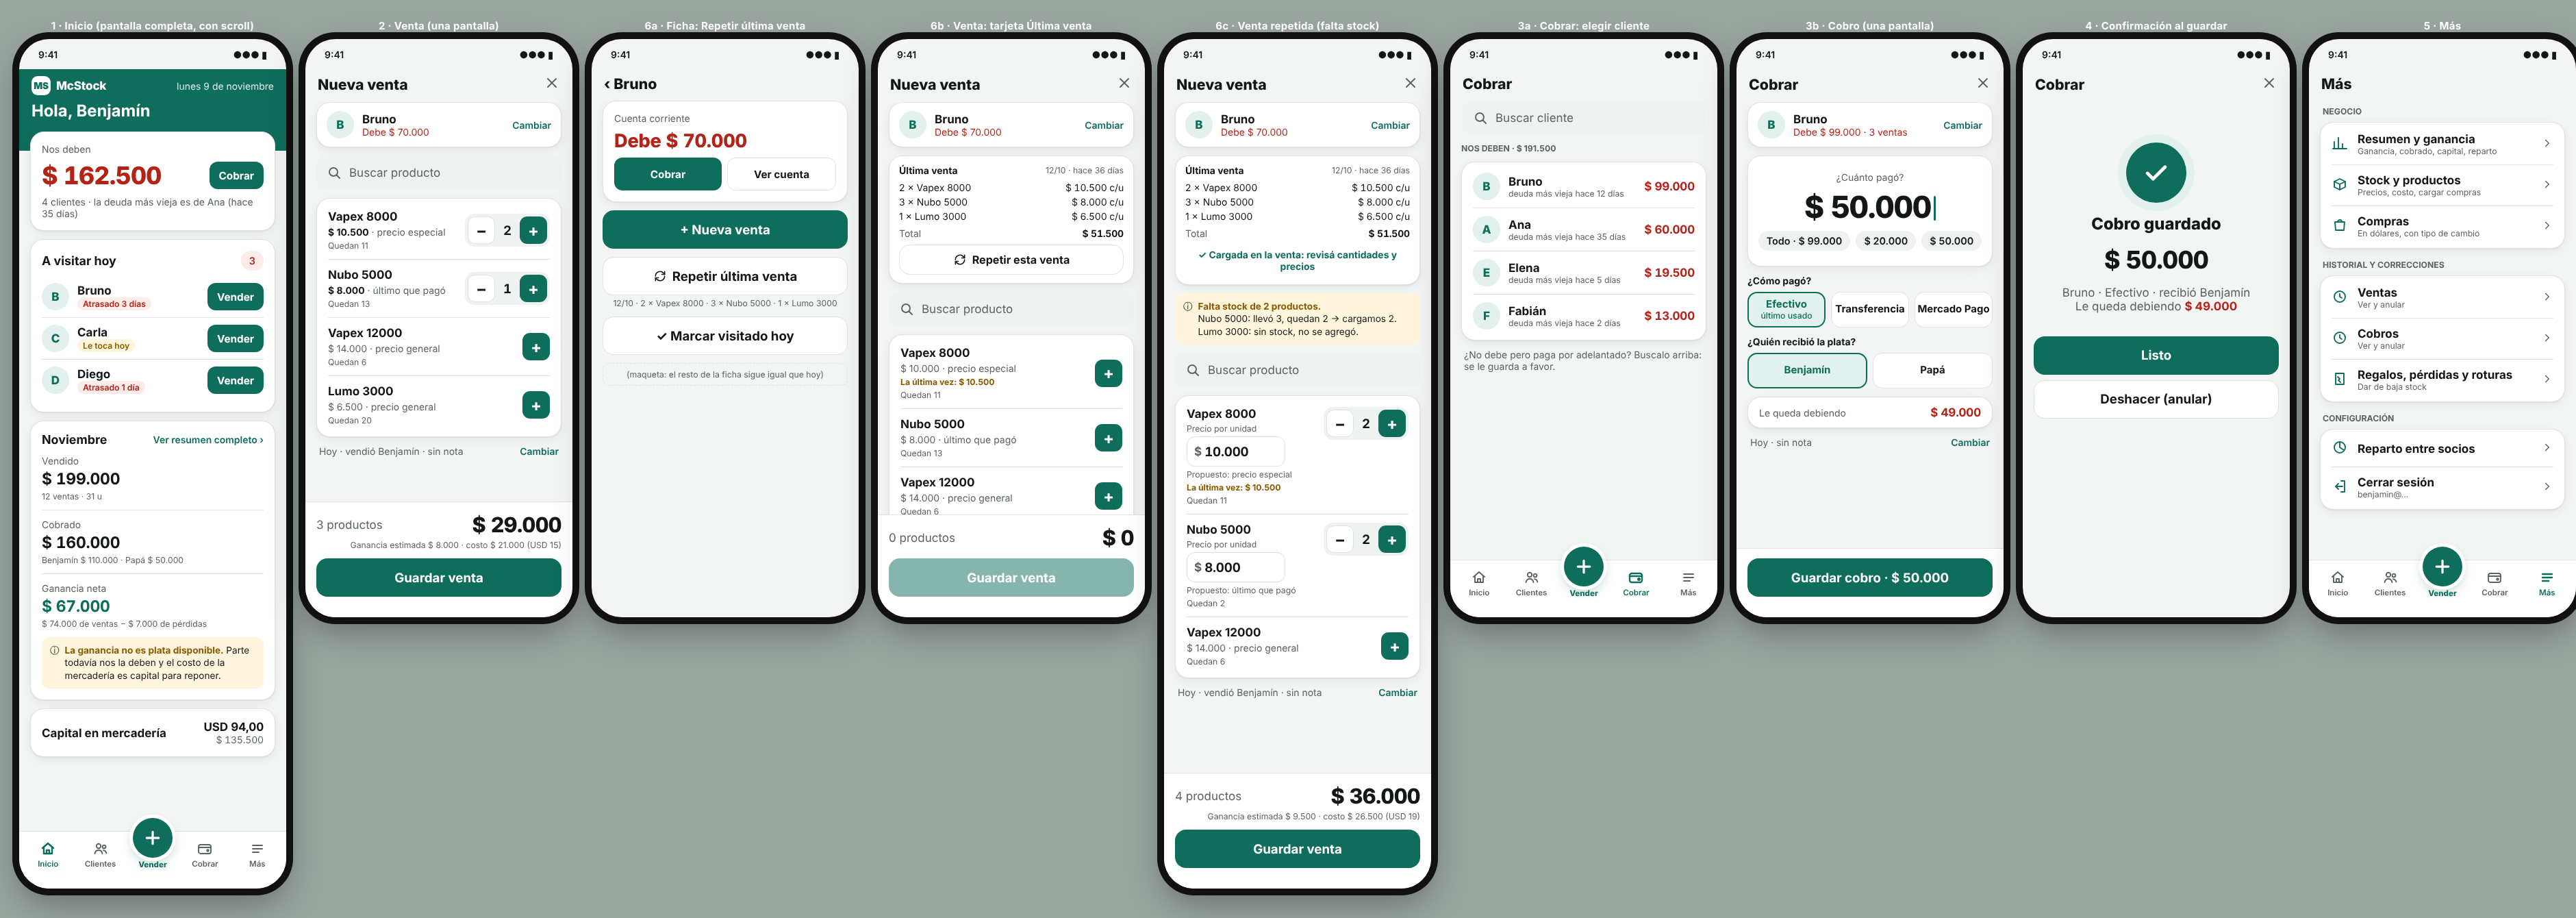 1 · Inicio (pantalla completa, con scroll)
9:41
MS McStock
lunes 9 de noviembre
Hola, Benjamín
Nos deben
$ 162.500
Cobrar
4 clientes · la deuda más vieja es de Ana (hace
35 días)
A visitar hoy
3
B
Bruno
Atrasado 3 días
Vender
C
Carla
Le toca hoy
Vender
D
Diego
Atrasado 1 día
Vender
Noviembre
Ver resumen completo ›
Vendido
$ 199.000
12 ventas · 31 u
Cobrado
$ 160.000
Benjamín $ 110.000 · Papá $ 50.000
Ganancia neta
$ 67.000
$ 74.000 de ventas − $ 7.000 de pérdidas
ⓘ La ganancia no es plata disponible. Parte
todavía nos la deben y el costo de la
mercadería es capital para reponer.
Capital en mercadería
USD 94,00
$ 135.500
Inicio
Clientes
+
Vender
Cobrar
Más
2 · Venta (una pantalla)
9:41
Nueva venta
B
Bruno
Debe $ 70.000
Cambiar
Buscar producto
Vapex 8000
$ 10.500 · precio especial
Quedan 11
− 2 +
Nubo 5000
$ 8.000 · último que pagó
Quedan 13
− 1 +
Vapex 12000
$ 14.000 · precio general
Quedan 6
+
Lumo 3000
$ 6.500 · precio general
Quedan 20
+
Hoy · vendió Benjamín · sin nota
Cambiar
3 productos
$ 29.000
Ganancia estimada $ 8.000 · costo $ 21.000 (USD 15)
Guardar venta
6a · Ficha: Repetir última venta
9:41
‹ Bruno
Cuenta corriente
Debe $ 70.000
Cobrar
Ver cuenta
+ Nueva venta
Repetir última venta
12/10 · 2 × Vapex 8000 · 3 × Nubo 5000 · 1 × Lumo 3000
✓ Marcar visitado hoy
(maqueta: el resto de la ficha sigue igual que hoy)
6b · Venta: tarjeta Última venta
9:41
Nueva venta
B
Bruno
Debe $ 70.000
Cambiar
Última venta
12/10 · hace 36 días
2 × Vapex 8000
$ 10.500 c/u
3 × Nubo 5000
$ 8.000 c/u
1 × Lumo 3000
$ 6.500 c/u
Total
$ 51.500
Repetir esta venta
Buscar producto
Vapex 8000
$ 10.000 · precio especial
La última vez: $ 10.500
Quedan 11
+
Nubo 5000
$ 8.000 · último que pagó
Quedan 13
+
Vapex 12000
$ 14.000 · precio general
Quedan 6
+
0 productos
$ 0
Guardar venta
6c · Venta repetida (falta stock)
9:41
Nueva venta
B
Bruno
Debe $ 70.000
Cambiar
Última venta
12/10 · hace 36 días
2 × Vapex 8000
$ 10.500 c/u
3 × Nubo 5000
$ 8.000 c/u
1 × Lumo 3000
$ 6.500 c/u
Total
$ 51.500
✓ Cargada en la venta: revisá cantidades y
precios
ⓘ Falta stock de 2 productos.
Nubo 5000: llevó 3, quedan 2 → cargamos 2.
Lumo 3000: sin stock, no se agregó.
Buscar producto
Vapex 8000
Precio por unidad
$ 10.000
− 2 +
Propuesto: precio especial
La última vez: $ 10.500
Quedan 11
Nubo 5000
Precio por unidad
$ 8.000
− 2 +
Propuesto: último que pagó
Quedan 2
Vapex 12000
$ 14.000 · precio general
Quedan 6
+
Hoy · vendió Benjamín · sin nota
Cambiar
4 productos
$ 36.000
Ganancia estimada $ 9.500 · costo $ 26.500 (USD 19)
Guardar venta
3a · Cobrar: elegir cliente
9:41
Cobrar
Buscar cliente
NOS DEBEN · $ 191.500
B
Bruno
deuda más vieja hace 12 días
$ 99.000
A
Ana
deuda más vieja hace 35 días
$ 60.000
E
Elena
deuda más vieja hace 5 días
$ 19.500
F
Fabián
deuda más vieja hace 2 días
$ 13.000
¿No debe pero paga por adelantado? Buscalo arriba:
se le guarda a favor.
Inicio
Clientes
+
Vender
Cobrar
Más
3b · Cobro (una pantalla)
9:41
Cobrar
B
Bruno
Debe $ 99.000 · 3 ventas
Cambiar
¿Cuánto pagó?
$ 50.000
Todo · $ 99.000
$ 20.000
$ 50.000
¿Cómo pagó?
Efectivo
último usado
Transferencia
Mercado Pago
¿Quién recibió la plata?
Benjamín
Papá
Le queda debiendo
$ 49.000
Hoy · sin nota
Cambiar
Guardar cobro · $ 50.000
4 · Confirmación al guardar
9:41
Cobrar
Cobro guardado
$ 50.000
Bruno · Efectivo · recibió Benjamín
Le queda debiendo $ 49.000
Listo
Deshacer (anular)
5 · Más
9:41
Más
NEGOCIO
Resumen y ganancia
Ganancia, cobrado, capital, reparto
Stock y productos
Precios, costo, cargar compras
Compras
En dólares, con tipo de cambio
HISTORIAL Y CORRECCIONES
Ventas
Ver y anular
Cobros
Ver y anular
Regalos, pérdidas y roturas
Dar de baja stock
CONFIGURACIÓN
Reparto entre socios
Cerrar sesión
benjamin@...
Inicio
Clientes
+
Vender
Cobrar
Más